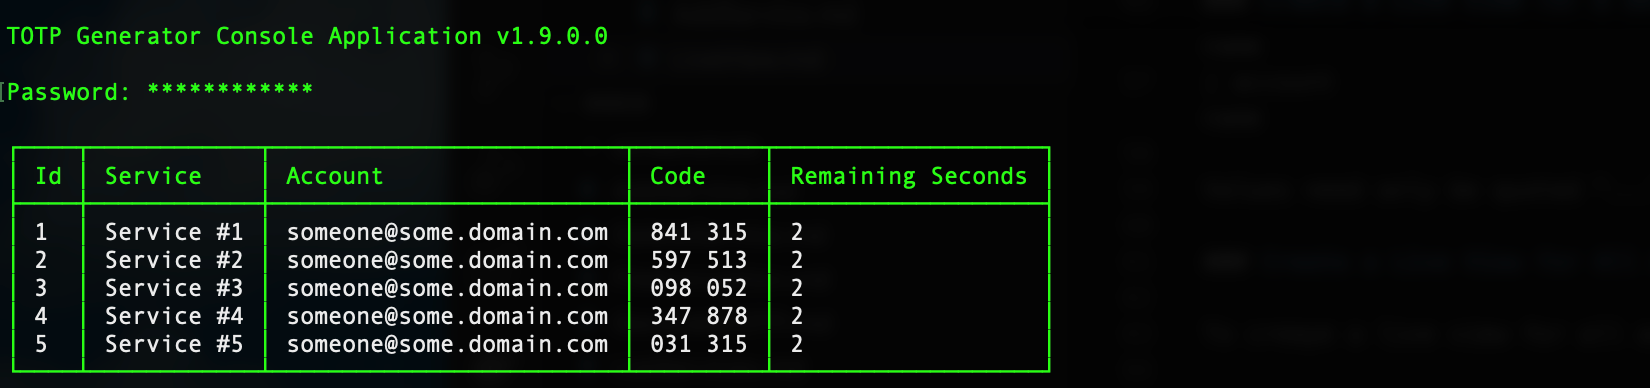 TOTP Generator Console Application v1.9.0.0
Password: ************
Id Service Account Code Remaining Seconds
1 Service #1 someone@some.domain.com 841 315 2
2 Service #2 someone@some.domain.com 597 513 2
3 Service #3 someone@some.domain.com 098 052 2
4 Service #4 someone@some.domain.com 347 878 2
5 Service #5 someone@some.domain.com 031 315 2